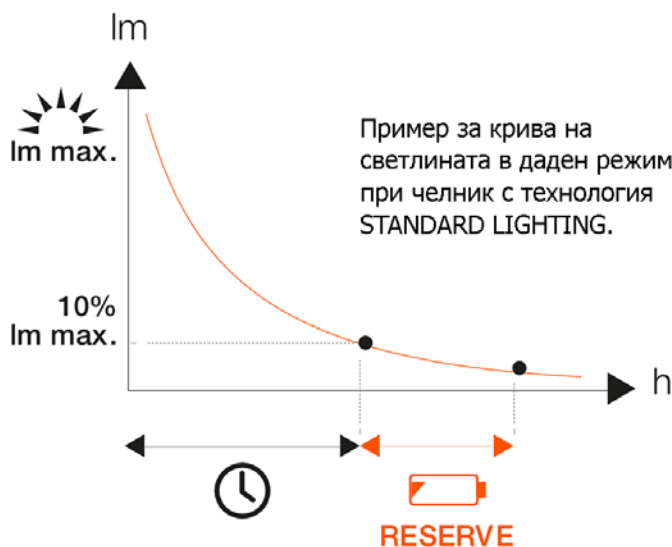 lm
Пример за крива на
светлината в даден режим
при челник с технология
STANDARD LIGHTING.
lm max.
10%
lm max.
h
RESERVE